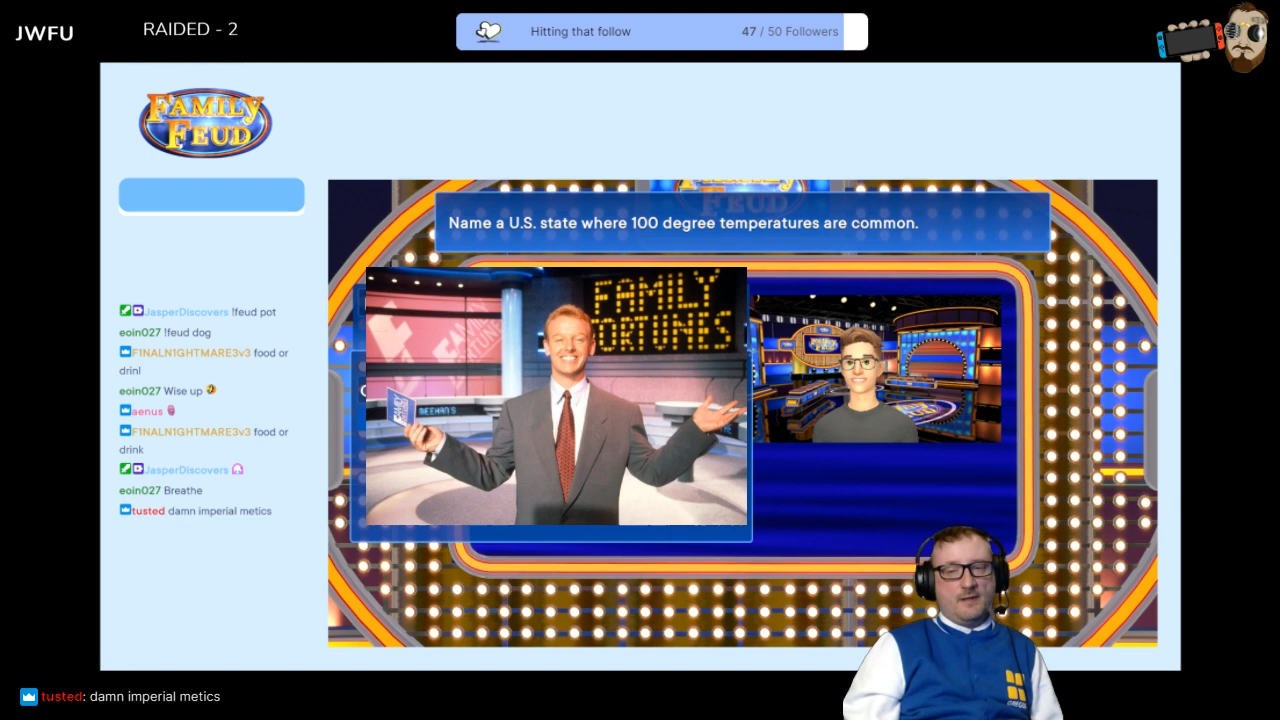 JWFU
RAIDED - 2
Hitting that follow
47 / 50 Followers
FAMILY
FEUD
Name a U.S. state where 100 degree temperatures are common.
FAMILY
FORTUNES
FAMILY
MEEHAN'S
JasperDiscovers !feud pot
eoin027 !feud dog
F1NALN1GHTMARE3v3 food or
drinl
eoin027 Wise up
aenus
F1NALN1GHTMARE3v3 food or
drink
JasperDiscovers
eoin027 Breathe
tusted damn imperial metics
tusted: damn imperial metics